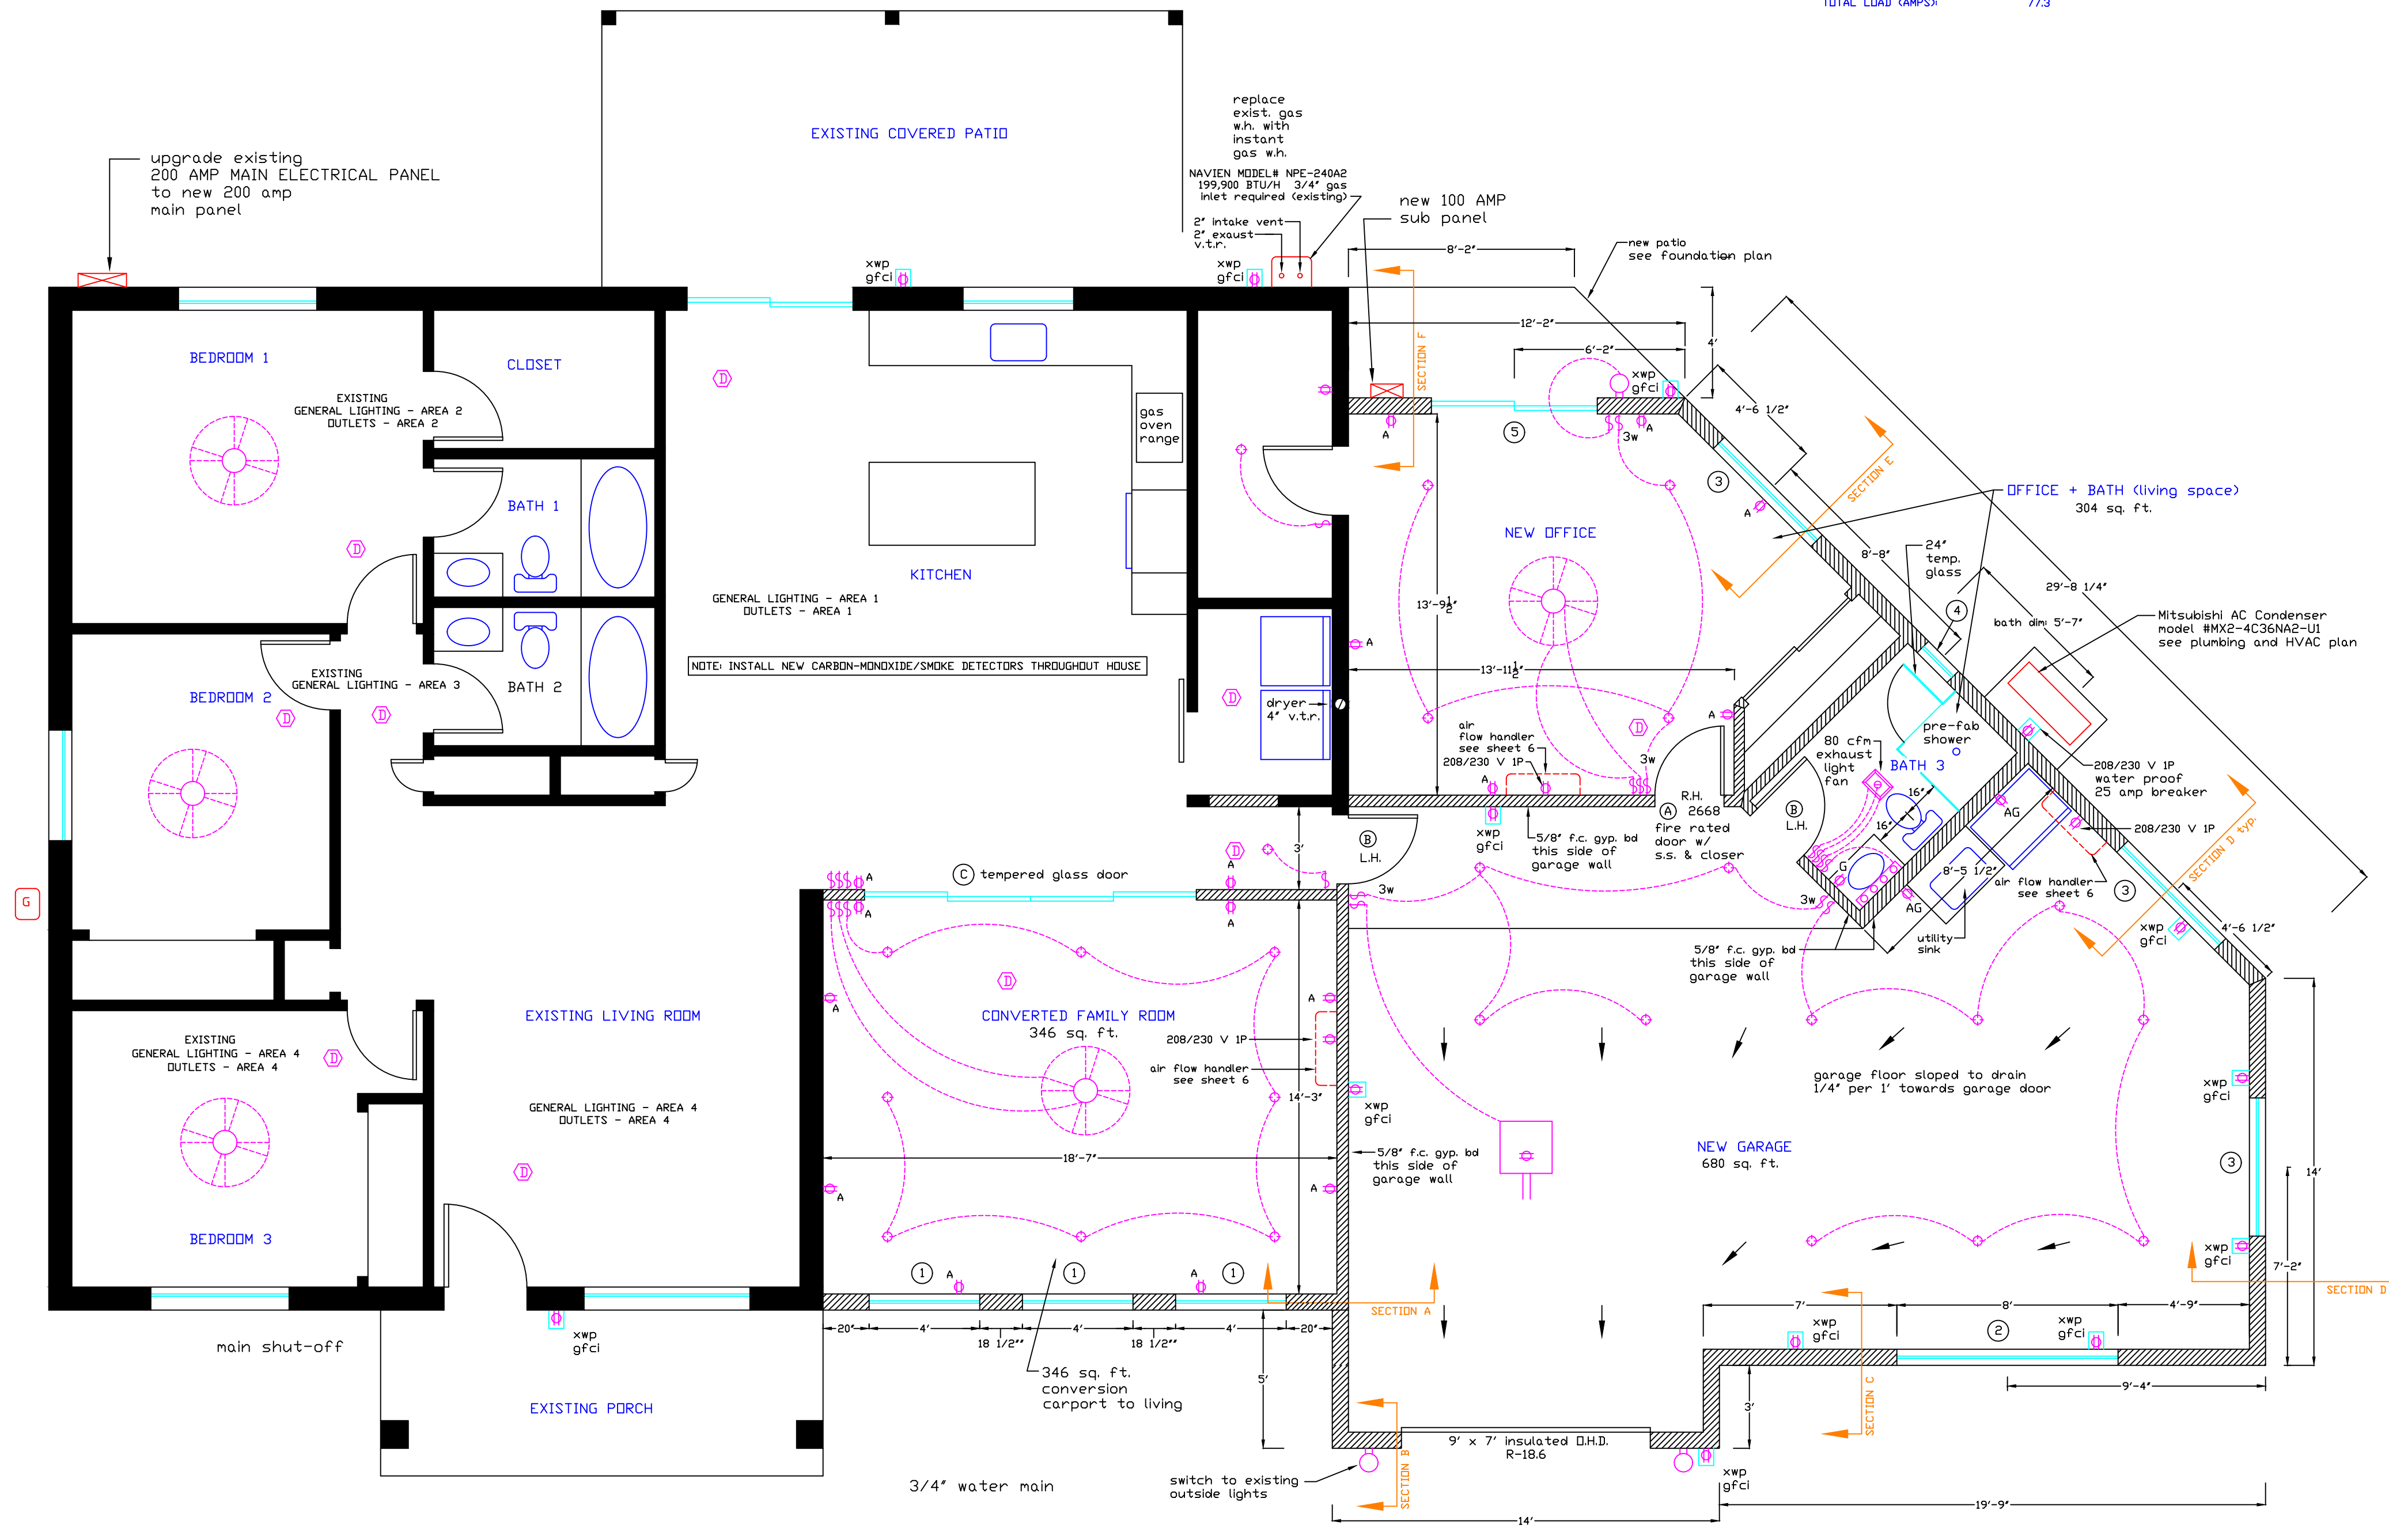 TOTAL LOAD (AMPS): 77.3
EXISTING COVERED PATIO
replace
exist. gas
w.h. with
instant
gas w.h.
NAVIEN MODEL# NPE-240A2
199,900 BTU/H 3/4" gas
inlet required (existing)
2" intake vent
2" exaust
v.t.r.
new 100 AMP
sub panel
upgrade existing
200 AMP MAIN ELECTRICAL PANEL
to new 200 amp
main panel
8'-2"
new patio
see foundation plan
xwp
gfci
xwp
gfci
12'-2"
6'-2"
4'
SECTION F
xwp
gfci
4'-6 1/2"
BEDROOM 1
CLOSET
D
EXISTING
GENERAL LIGHTING - AREA 2
OUTLETS - AREA 2
gas
oven
range
A
5
3w
A
3
SECTION E
OFFICE + BATH (living space)
304 sq. ft.
A
BATH 1
NEW OFFICE
D
KITCHEN
8'-8"
24"
temp.
glass
29'-8 1/4"
GENERAL LIGHTING - AREA 1
OUTLETS - AREA 1
13'-9 1/2"
4
bath dim: 5'-7"
Mitsubishi AC Condenser
model #MX2-4C36NA2-U1
see plumbing and HVAC plan
A
NOTE: INSTALL NEW CARBON-MONOXIDE/SMOKE DETECTORS THROUGHOUT HOUSE
13'-11 1/2"
EXISTING
GENERAL LIGHTING - AREA 3
BATH 2
BEDROOM 2
D
D
D
dryer
4" v.t.r.
A
D
air
flow handler
see sheet 6
208/230 V 1P
3w
pre-fab
shower
80 cfm
exhaust
light
fan
BATH 3
208/230 V 1P
water proof
25 amp breaker
A
R.H.
A 2668
fire rated
door w/
s.s. & closer
B
L.H.
16"
16"
AG
208/230 V 1P
SECTION D typ.
xwp
gfci
5/8" f.c. gyp. bd
this side of
garage wall
B
L.H.
3'
D
C tempered glass door
A
A
A
A
G
8'-5 1/2"
air flow handler
see sheet 6
3
G
3w
3w
AG
utility
sink
xwp
gfci
4'-6 1/2"
5/8" f.c. gyp. bd
this side of
garage wall
D
A
A
EXISTING LIVING ROOM
CONVERTED FAMILY ROOM
346 sq. ft.
EXISTING
GENERAL LIGHTING - AREA 4
OUTLETS - AREA 4
D
208/230 V 1P
air flow handler
see sheet 6
14'-3"
xwp
gfci
garage floor sloped to drain
1/4" per 1' towards garage door
xwp
gfci
GENERAL LIGHTING - AREA 4
OUTLETS - AREA 4
D
18'-7"
5/8" f.c. gyp. bd
this side of
garage wall
NEW GARAGE
680 sq. ft.
3
14'
A
A
BEDROOM 3
xwp
gfci
7'-2"
1
A
1
A
1
SECTION A
SECTION D
main shut-off
xwp
gfci
20"
4'
18 1/2""
4'
18 1/2""
4'
20"
7'
8'
4'-9"
xwp
gfci
2
xwp
gfci
346 sq. ft.
conversion
carport to living
5'
9'-4"
EXISTING PORCH
3'
SECTION C
9' x 7' insulated O.H.D.
R-18.6
SECTION B
switch to existing
outside lights
xwp
gfci
3/4" water main
19'-9"
14'